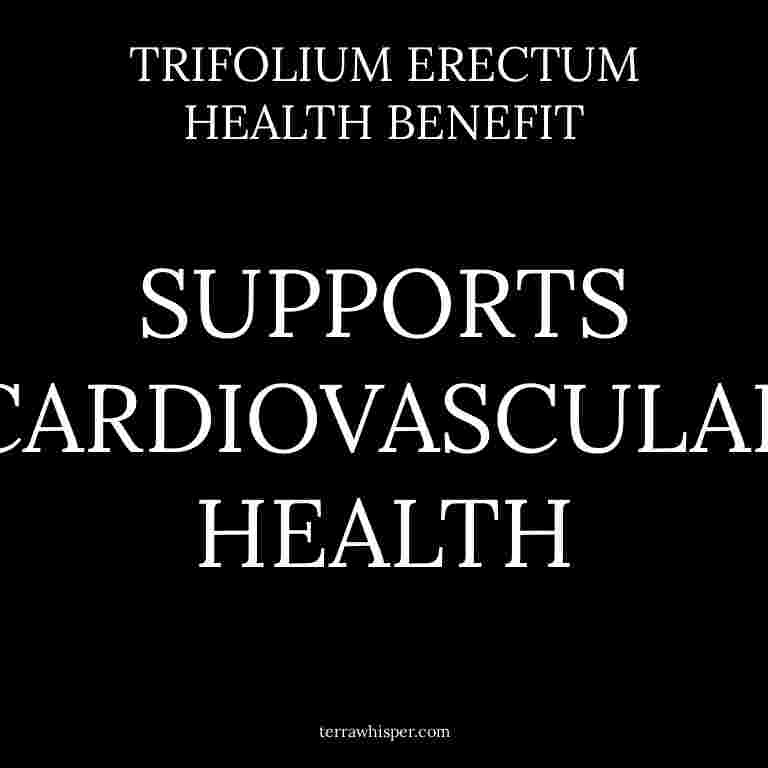 TRIFOLIUM ERECTUM
HEALTH BENEFIT
SUPPORTS
CARDIOVASCULAR
HEALTH
terrawhisper.com